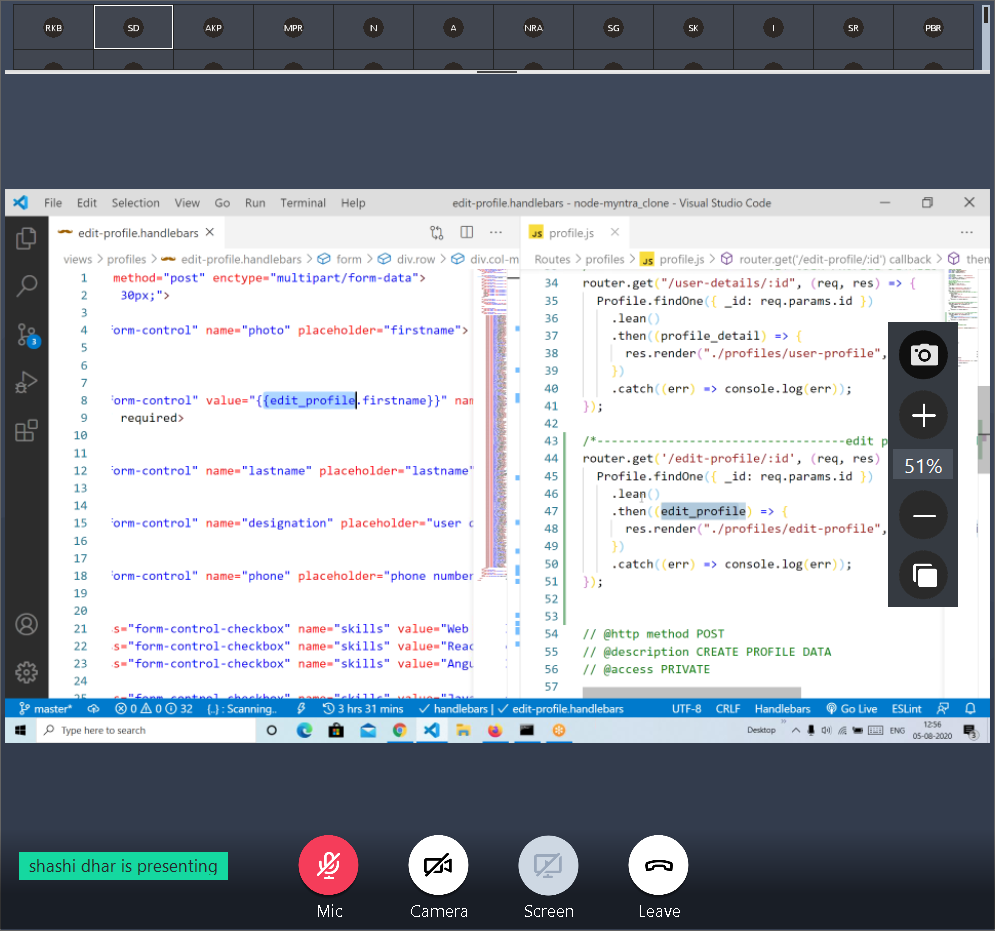 RKB SD AKP MPR N A NRA SG SK I SR PBR
File Edit Selection View Go Run Terminal Help edit-profile.handlebars - node-myntra_clone - Visual Studio Code
edit-profile.handlebars
JS profile.js
views > profiles > edit-profile.handlebars > form > div.row > div.col-m
Routes > profiles > JS profile.js > router.get('/edit-profile/:id') callback > then
1 method="post" enctype="multipart/form-data">
2 30px;">
3
4 form-control" name="photo" placeholder="firstname">
5
6
7
8 form-control" value="{{edit_profile.firstname}}" nam
9 required>
10
11
12 form-control" name="lastname" placeholder="lastname"
13
14
15 form-control" name="designation" placeholder="user d
16
17
18 form-control" name="phone" placeholder="phone number
19
20
21 s="form-control-checkbox" name="skills" value="Web
22 s="form-control-checkbox" name="skills" value="Reac
23 s="form-control-checkbox" name="skills" value="Angu
24
25 s="form-control-checkbox" name="skills" value="Java
34 router.get("/user-details/:id", (req, res) => {
35 Profile.findOne({ _id: req.params.id })
36 .lean()
37 .then((profile_detail) => {
38 res.render("./profiles/user-profile",
39 })
40 .catch((err) => console.log(err));
41 });
42
43 /*----------------------------------edit p
44 router.get('/edit-profile/:id', (req, res)
45 Profile.findOne({ _id: req.params.id })
46 .lean()
47 .then((edit_profile) => {
48 res.render("./profiles/edit-profile",
49 })
50 .catch((err) => console.log(err));
51 });
52
53
54 // @http method POST
55 // @description CREATE PROFILE DATA
56 // @access PRIVATE
57
3
51%
master* 0 0 32 {..} : Scanning.. 3 hrs 31 mins handlebars | edit-profile.handlebars UTF-8 CRLF Handlebars Go Live ESLint
Type here to search
Desktop ENG 12:56
05-08-2020
3
shashi dhar is presenting
Mic Camera Screen Leave